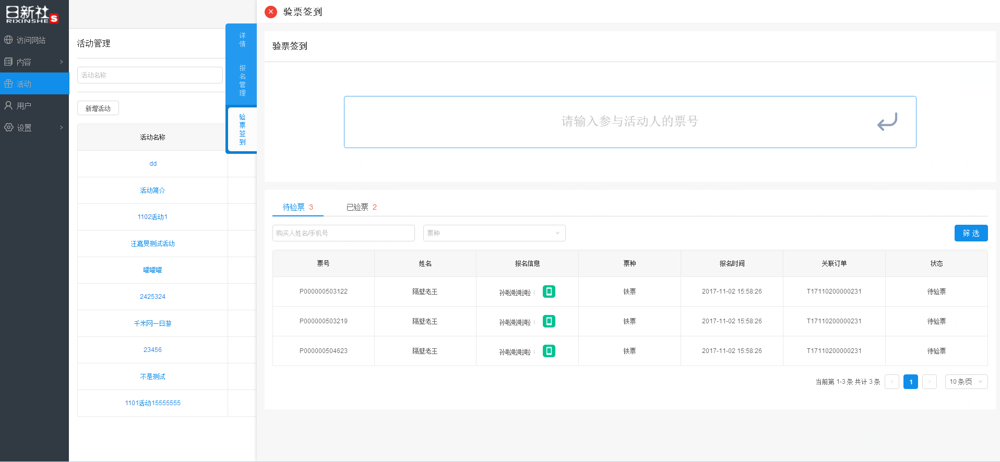 日新社
RIXINSHE S
访问网站
内容
活动
用户
设置
活动管理
活动名称
新增活动
活动名称
dd
活动简介
1102活动1
汪嘉旻测试活动
嚯嚯嚯
2425324
千米网一日游
23456
不是测试
1101活动15555555
详情
报名管理
验票签到
验票签到
验票签到
请输入参与活动人的票号
待验票 3 已验票 2
购买人姓名/手机号 票种 筛 选
票号 姓名 报名信息 票种 报名时间 关联订单 状态
P000000503122 隔壁老王 孙啦啦啦啦 铁票 2017-11-02 15:58:26 T17110200000231 待验票
P000000503219 隔壁老王 孙啦啦啦啦 铁票 2017-11-02 15:58:26 T17110200000231 待验票
P000000504623 隔壁老王 孙啦啦啦啦 铁票 2017-11-02 15:58:26 T17110200000231 待验票
当前第 1-3 条 共计 3 条 1 10 条/页